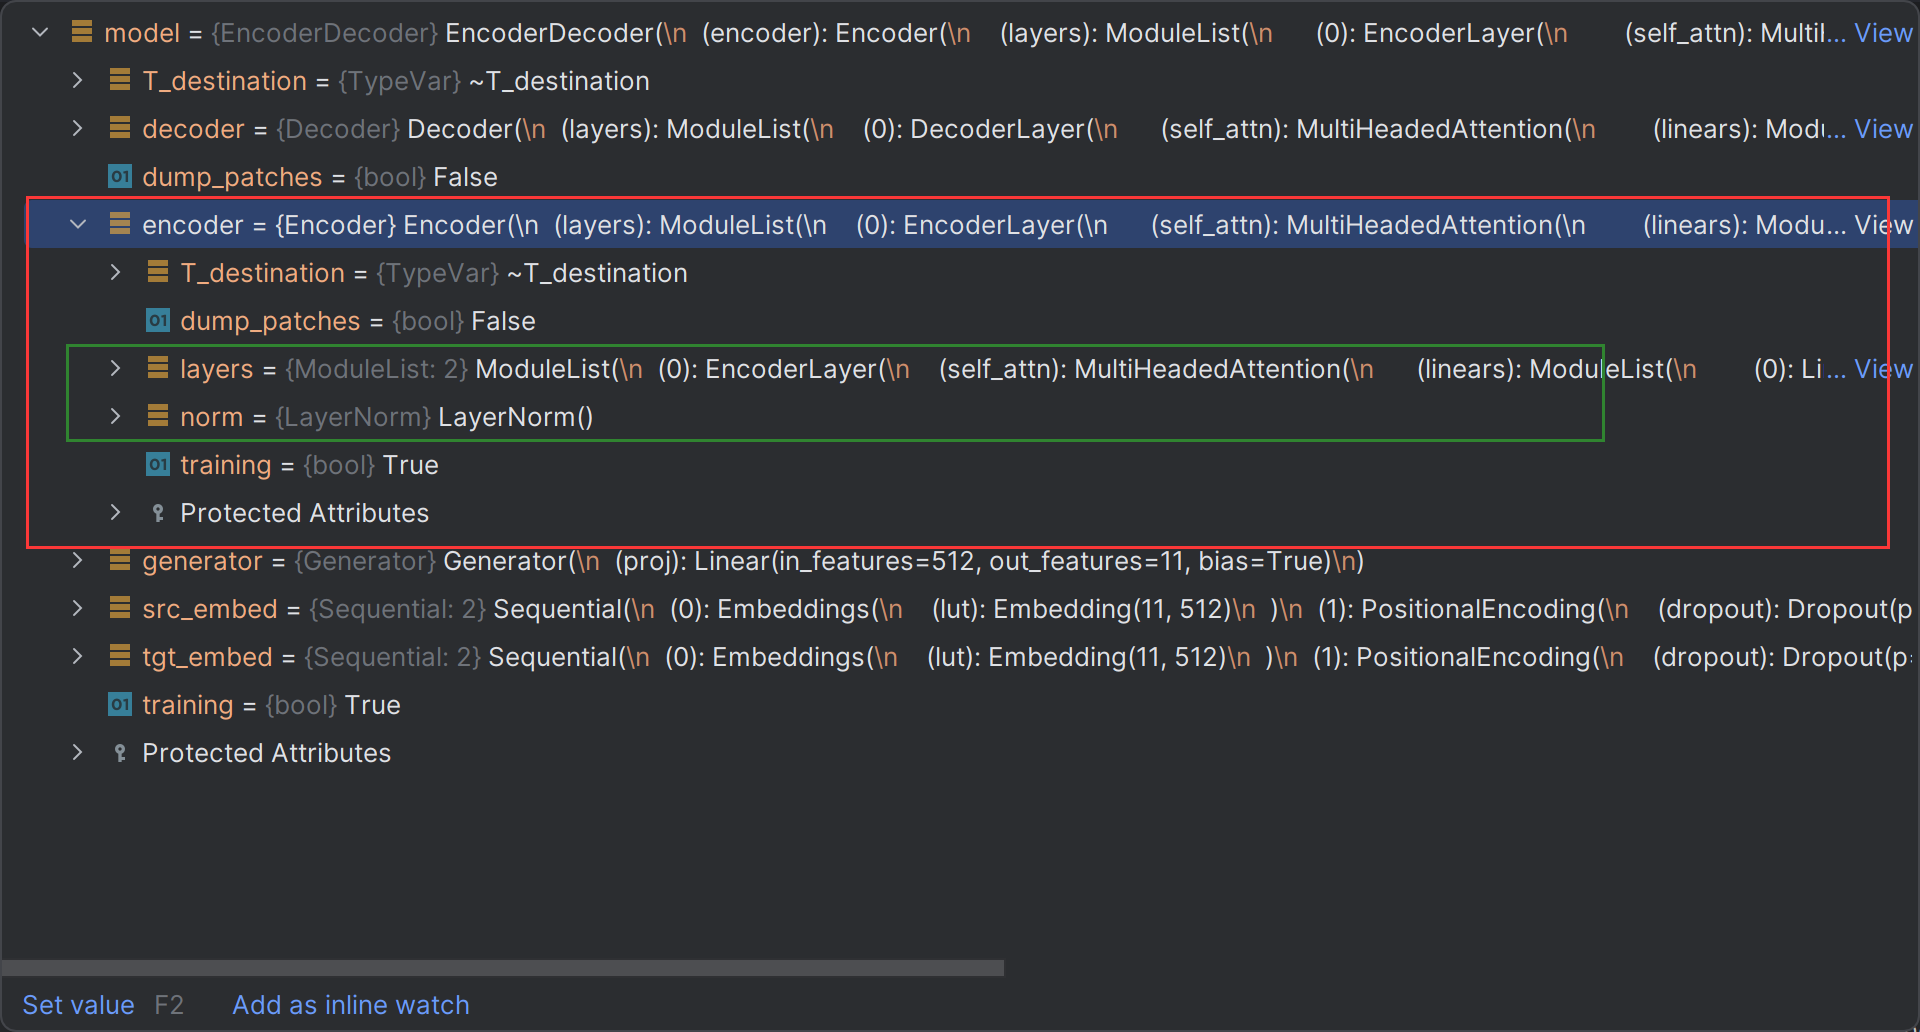 model = {EncoderDecoder} EncoderDecoder(\n  (encoder): Encoder(\n    (layers): ModuleList(\n      (0): EncoderLayer(\n        (self_attn): Multil... View
T_destination = {TypeVar} ~T_destination
decoder = {Decoder} Decoder(\n  (layers): ModuleList(\n    (0): DecoderLayer(\n      (self_attn): MultiHeadedAttention(\n        (linears): Modu... View
01 dump_patches = {bool} False
encoder = {Encoder} Encoder(\n  (layers): ModuleList(\n    (0): EncoderLayer(\n      (self_attn): MultiHeadedAttention(\n        (linears): Modu... View
T_destination = {TypeVar} ~T_destination
01 dump_patches = {bool} False
layers = {ModuleList: 2} ModuleList(\n  (0): EncoderLayer(\n    (self_attn): MultiHeadedAttention(\n      (linears): ModuleList(\n        (0): Li... View
norm = {LayerNorm} LayerNorm()
01 training = {bool} True
Protected Attributes
generator = {Generator} Generator(\n  (proj): Linear(in_features=512, out_features=11, bias=True)\n)
src_embed = {Sequential: 2} Sequential(\n  (0): Embeddings(\n    (lut): Embedding(11, 512)\n  )\n  (1): PositionalEncoding(\n    (dropout): Dropout(p
tgt_embed = {Sequential: 2} Sequential(\n  (0): Embeddings(\n    (lut): Embedding(11, 512)\n  )\n  (1): PositionalEncoding(\n    (dropout): Dropout(p=
01 training = {bool} True
Protected Attributes
Set value F2 Add as inline watch